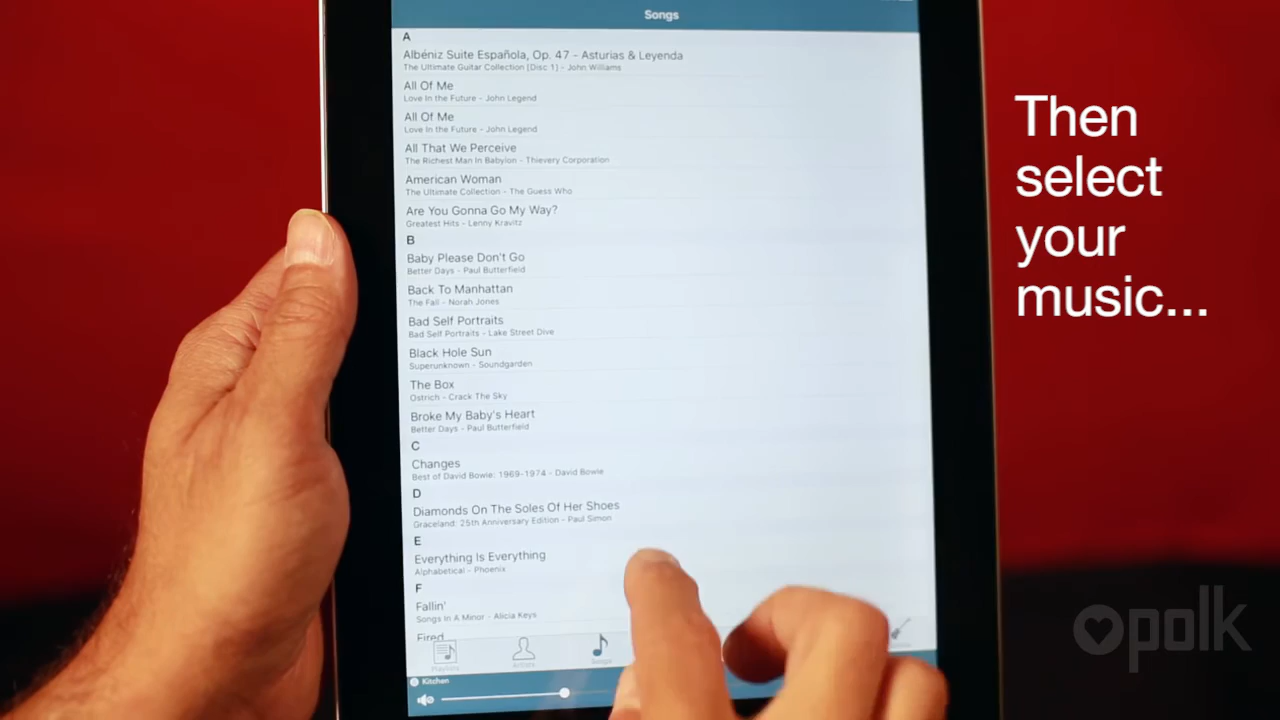 Songs
A
Albéniz Suite Española, Op. 47 - Asturias & Leyenda
The Ultimate Guitar Collection [Disc 1] - John Williams
All Of Me
Love In the Future - John Legend
All Of Me
Love In the Future - John Legend
All That We Perceive
The Richest Man In Babylon - Thievery Corporation
American Woman
The Ultimate Collection - The Guess Who
Are You Gonna Go My Way?
Greatest Hits - Lenny Kravitz
B
Baby Please Don't Go
Better Days - Paul Butterfield
Back To Manhattan
The Fall - Norah Jones
Bad Self Portraits
Bad Self Portraits - Lake Street Dive
Black Hole Sun
Superunknown - Soundgarden
The Box
Ostrich - Crack The Sky
Broke My Baby's Heart
Better Days - Paul Butterfield
C
Changes
Best of David Bowie: 1969-1974 - David Bowie
D
Diamonds On The Soles Of Her Shoes
Graceland: 25th Anniversary Edition - Paul Simon
E
Everything Is Everything
Alphabetical - Phoenix
F
Fallin'
Songs In A Minor - Alicia Keys
Fired
Playlists
Artists
Songs
Kitchen
Then
select
your
music...
polk